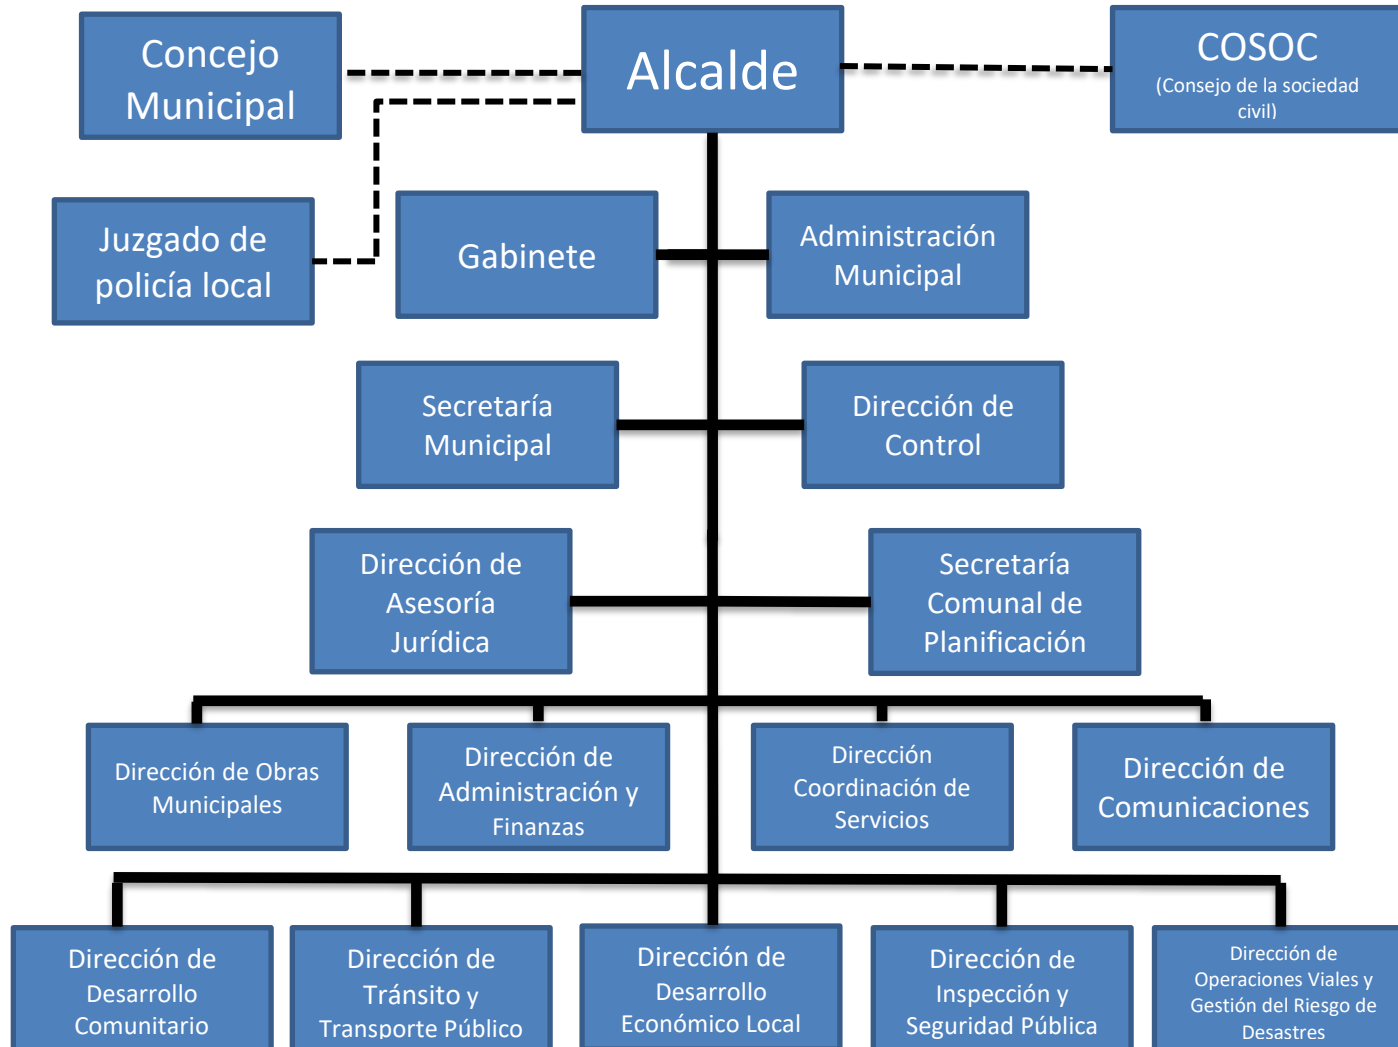 Concejo
Municipal
Alcalde
COSOC
(Consejo de la sociedad
civil)
Juzgado de
policía local
Gabinete
Administración
Municipal
Secretaría
Municipal
Dirección de
Control
Dirección de
Asesoría
Jurídica
Secretaría
Comunal de
Planificación
Dirección de Obras
Municipales
Dirección de
Administración y
Finanzas
Dirección
Coordinación de
Servicios
Dirección de
Comunicaciones
Dirección de
Desarrollo
Comunitario
Dirección de
Tránsito y
Transporte Público
Dirección de
Desarrollo
Económico Local
Dirección de
Inspección y
Seguridad Pública
Dirección de
Operaciones Viales y
Gestión del Riesgo de
Desastres